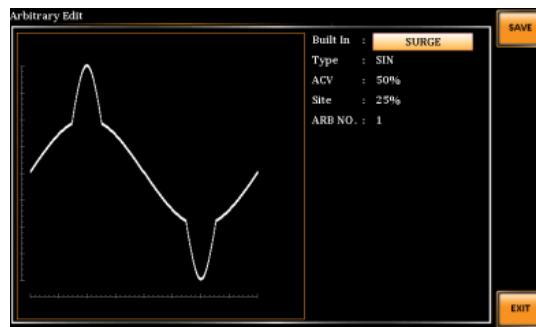 Arbitrary Edit
SAVE
Built In : SURGE
Type : SIN
ACV : 50%
Site : 25%
ARB NO. : 1
EXIT